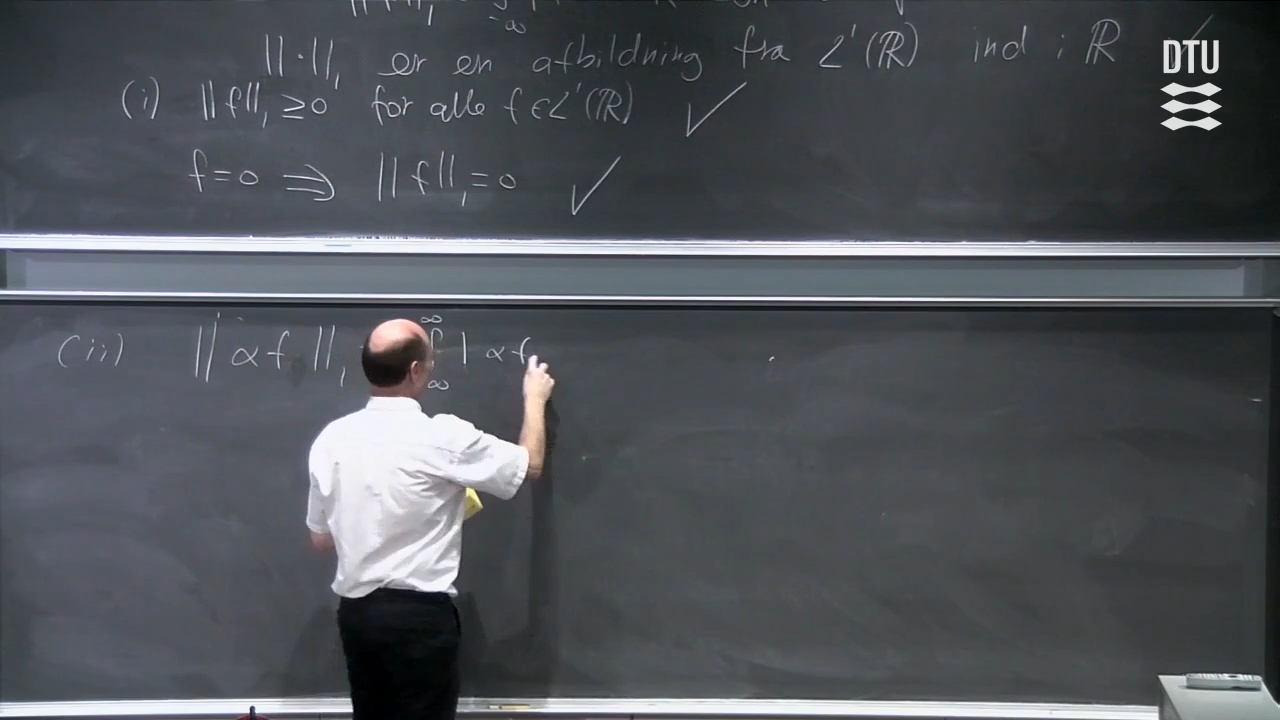 ||·||₁ er en afbildning fra L¹(ℝ) ind i ℝ ✓
DTU
(i) ||f||₁ ≥ 0 for alle f ∈ L¹(ℝ) ✓
f = 0 ⇒ ||f||₁ = 0 ✓
(ii) ||αf||₁ ∫ ∞ ∞ |αf